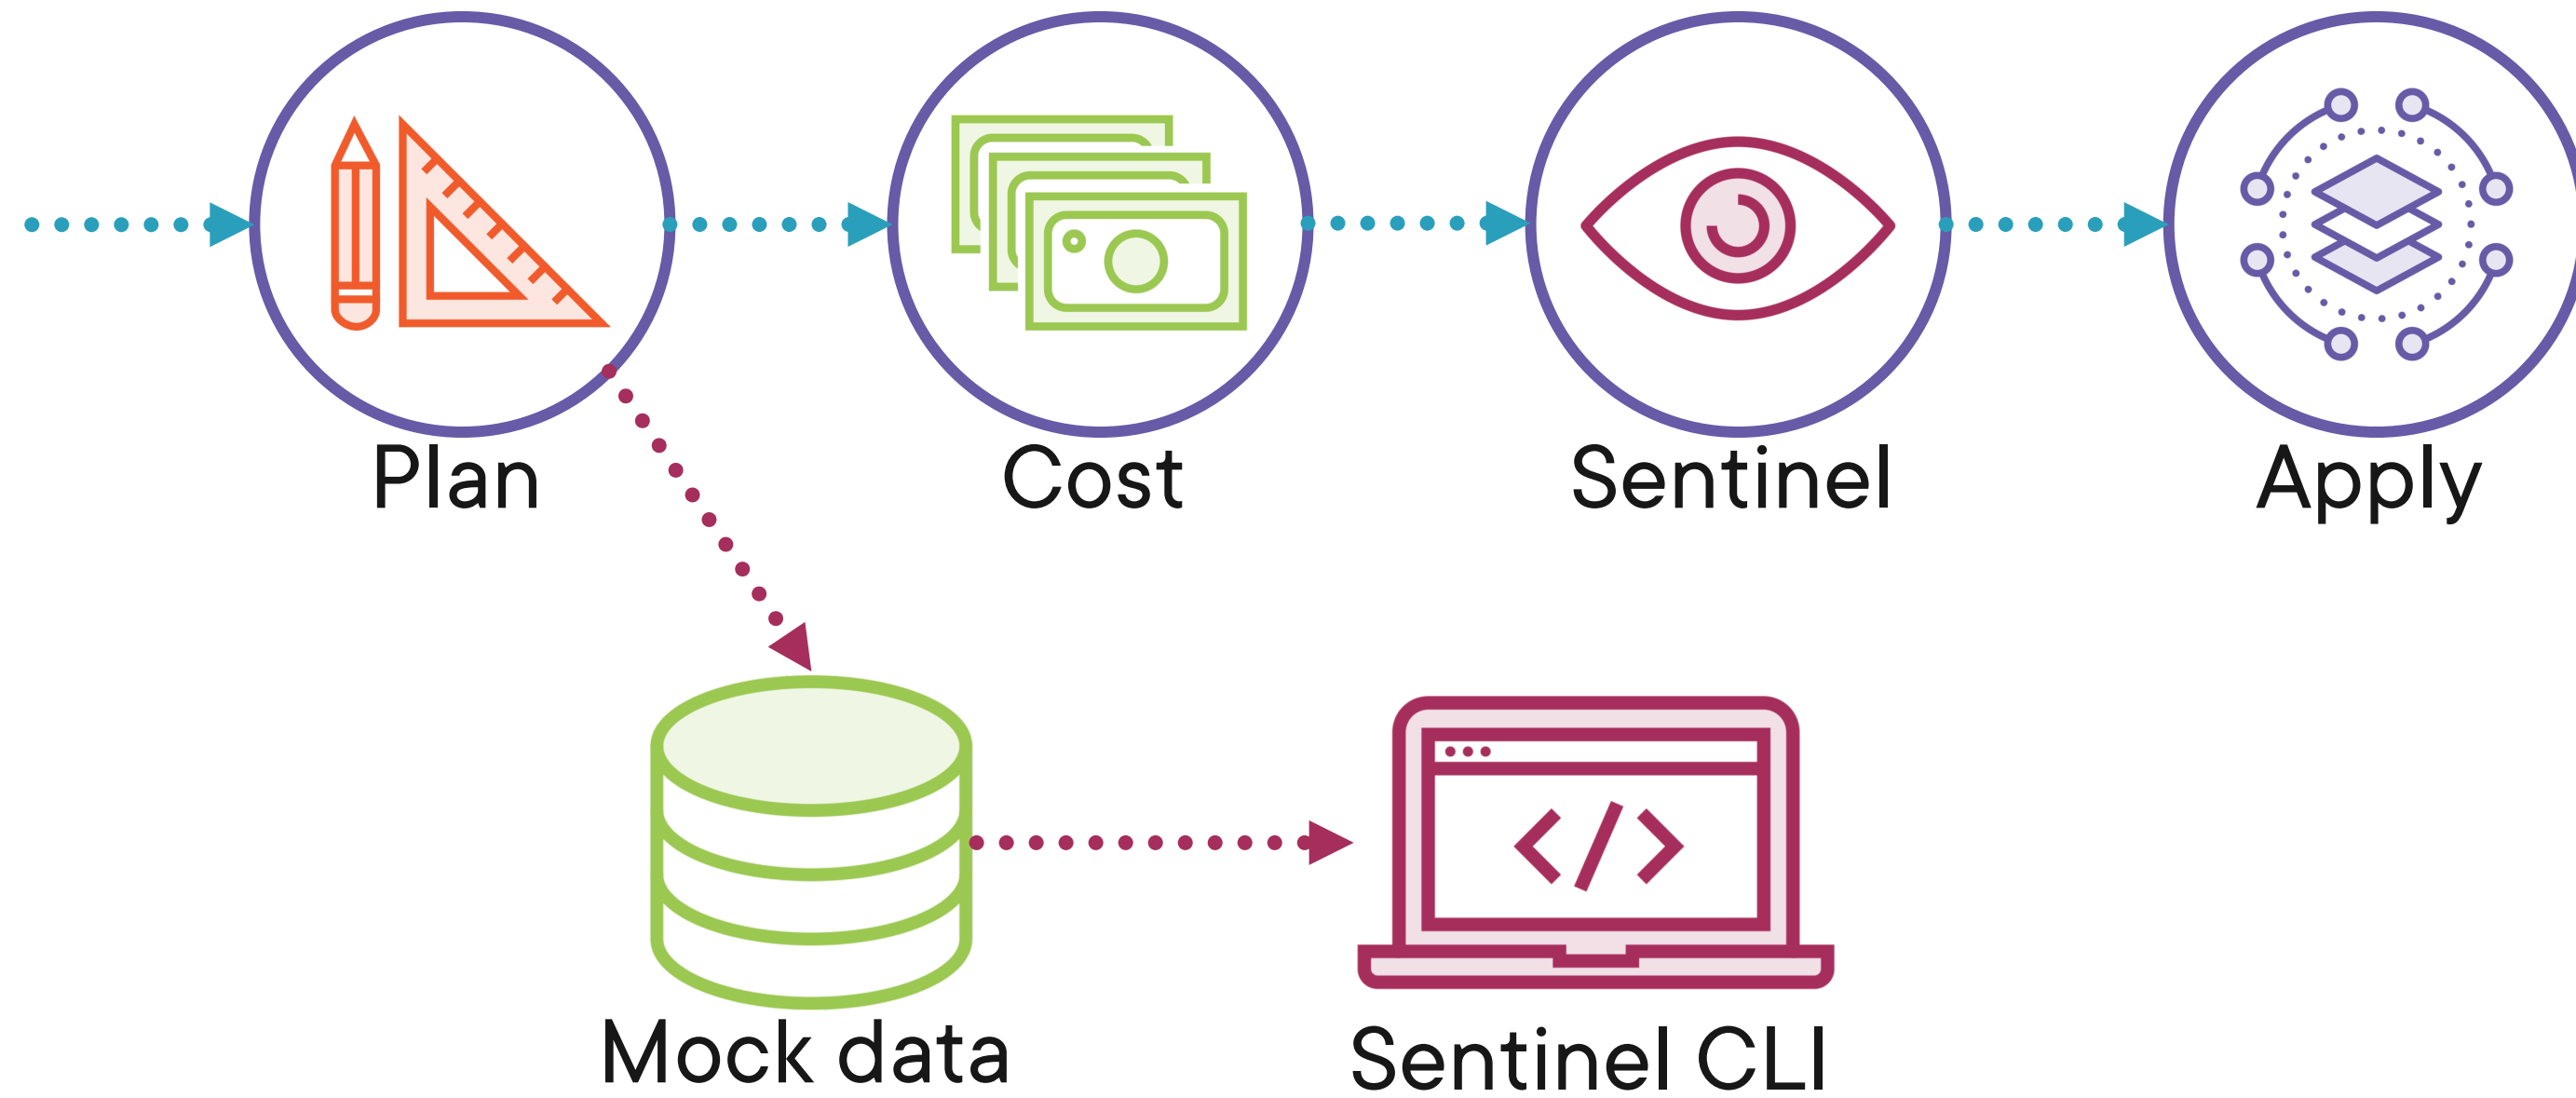 Plan
Cost
Sentinel
Apply
Mock data
Sentinel CLI